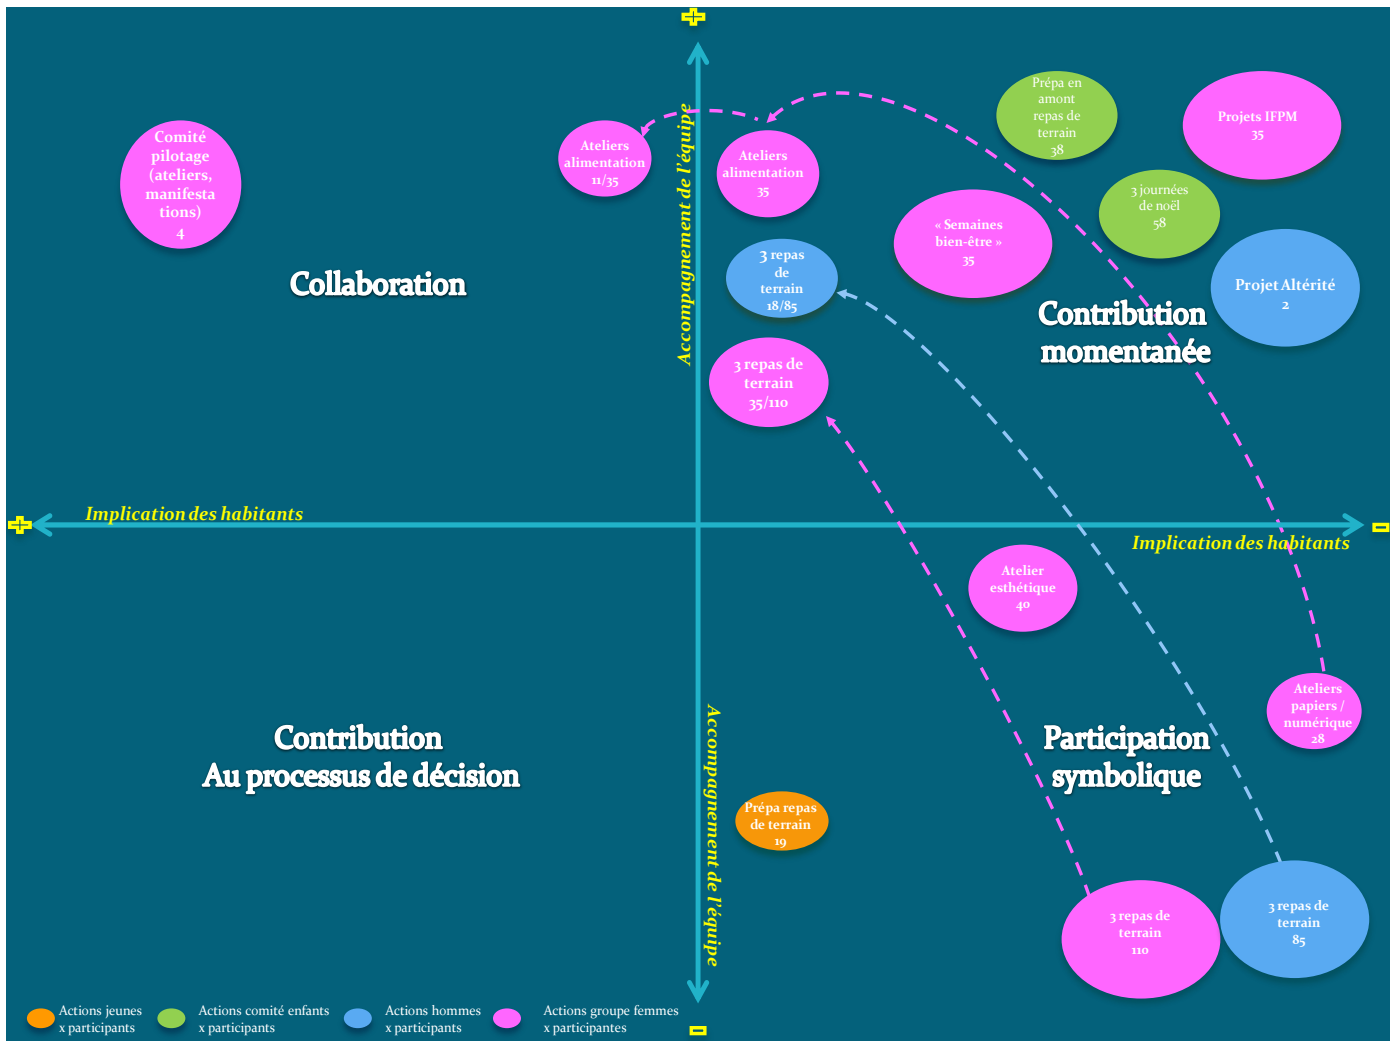 Comité
pilotage
(ateliers,
manifesta
tions)
4
Ateliers
alimentation
11/35
Ateliers
alimentation
35
Prépa en
amont
repas de
terrain
38
Projets IFPM
35
3 journées
de noël
58
« Semaines
bien-être »
35
3 repas
de
terrain
18/85
Projet Altérité
2
Accompagnement de l'équipe
Collaboration
Contribution
momentanée
3 repas de
terrain
35/110
Implication des habitants
Implication des habitants
Atelier
esthétique
40
Ateliers
papiers /
numérique
28
Contribution
Au processus de décision
Participation
symbolique
Accompagnement de l'équipe
Prépa repas
de terrain
19
3 repas de
terrain
110
3 repas de
terrain
85
Actions jeunes
x participants
Actions comité enfants
x participants
Actions hommes
x participants
Actions groupe femmes
x participantes